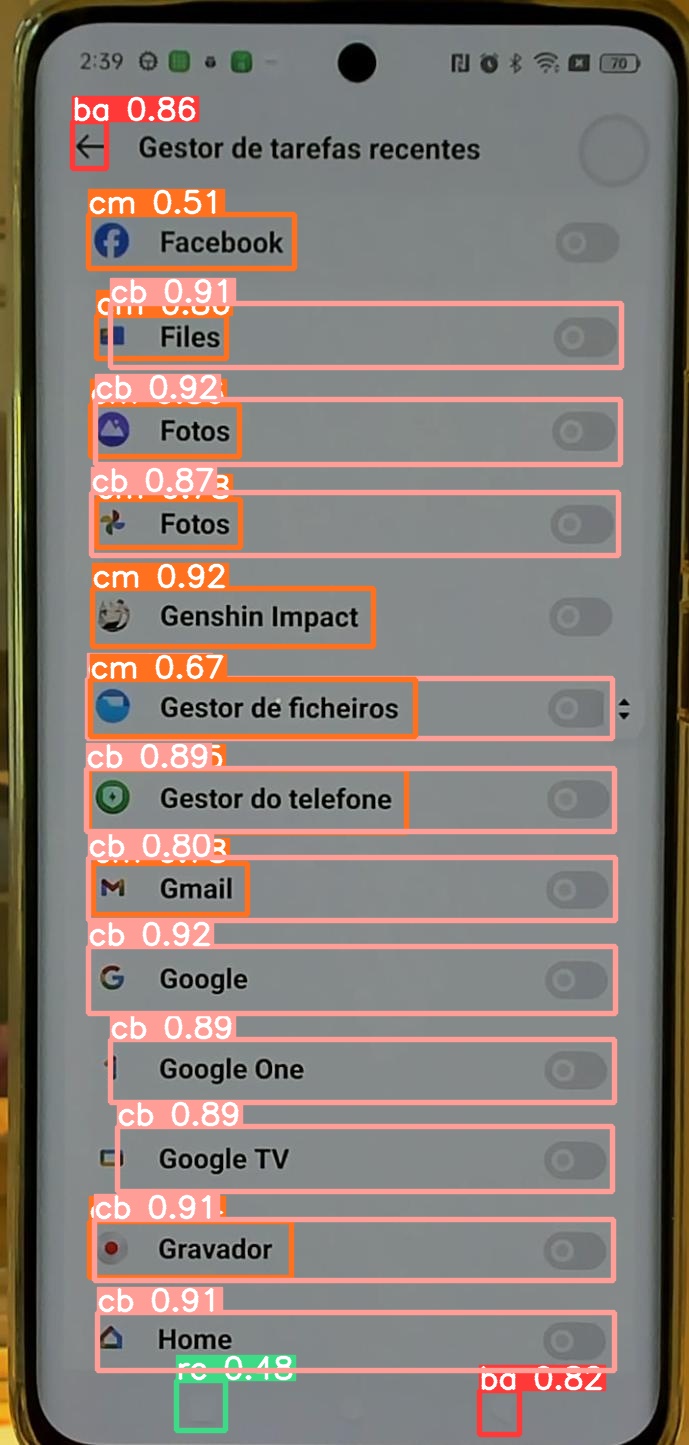 2:39 70
ba 0.86
Gestor de tarefas recentes
cm 0.51
Facebook
cb 0.91
Files
cb 0.92
Fotos
cb 0.87
Fotos
cm 0.92
Genshin Impact
cm 0.67
Gestor de ficheiros
cb 0.89
Gestor do telefone
cb 0.80
Gmail
cb 0.92
Google
cb 0.89
Google One
cb 0.89
Google TV
cb 0.91
Gravador
cb 0.91
Home
rc 0.48
ba 0.82